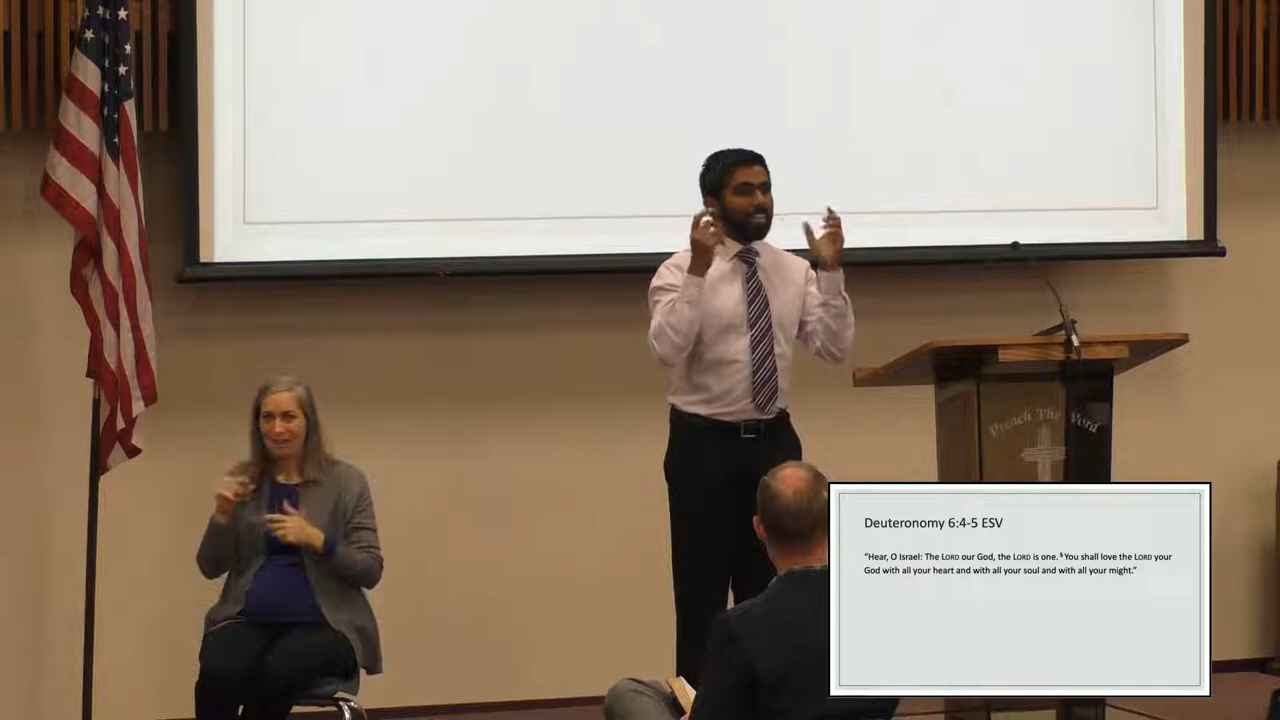 Preach The Word
Deuteronomy 6:4-5 ESV
“Hear, O Israel: The LORD our God, the LORD is one. ⁵ You shall love the LORD your
God with all your heart and with all your soul and with all your might.”